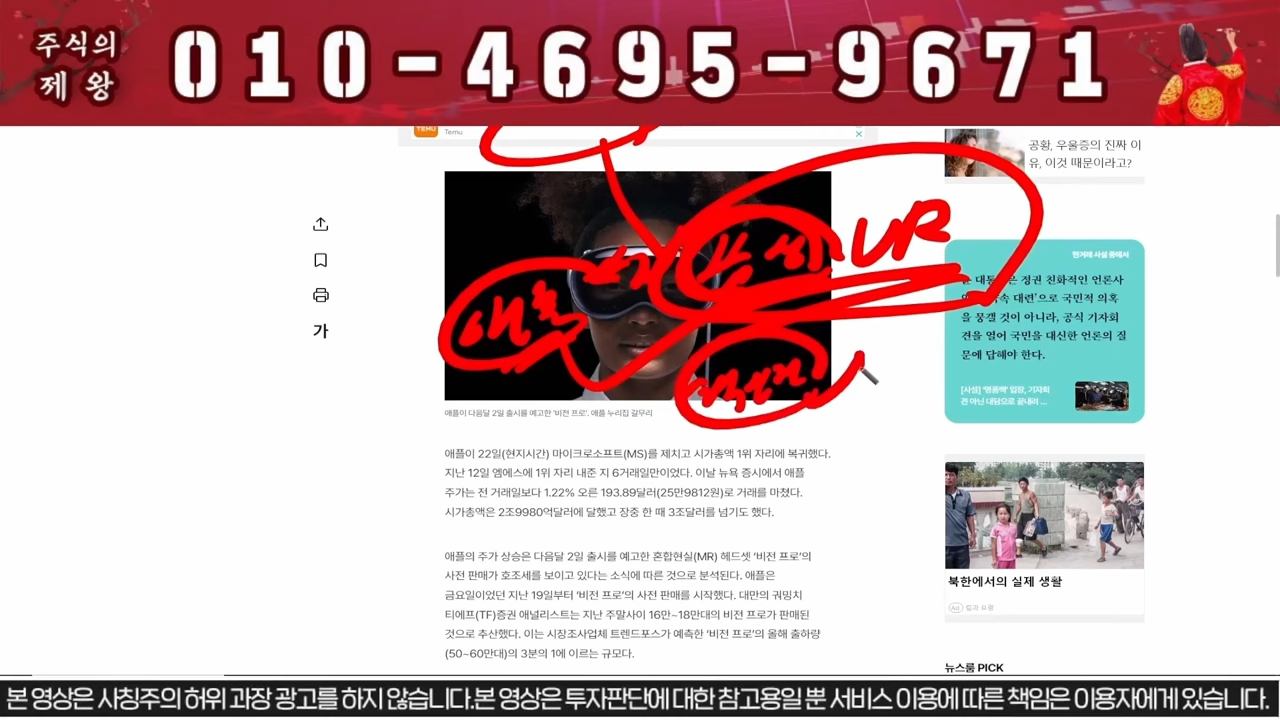 주식의
제 왕
010-4695-9671
TEMU
Temu
공황, 우울증의 진짜 이
유, 이것 때문이라고?
가
한겨레 사설 중에서
대통 은 정권 친화적인 언론사
속 대련'으로 국민적 의혹
을 뭉갤 것이 아니라, 공식 기자회
견을 열어 국민을 대신한 언론의 질
문에 답해야 한다.
[사설] '명품백' 입장, 기자회
견 아닌 대담으로 끝내려 ...
애플
VR
애플이 다음달 2일 출시를 예고한 '비전 프로'. 애플 누리집 갈무리
애플이 22일(현지시간) 마이크로소프트(MS)를 제치고 시가총액 1위 자리에 복귀했다.
지난 12일 엠에스에 1위 자리 내준 지 6거래일만이었다. 이날 뉴욕 증시에서 애플
주가는 전 거래일보다 1.22% 오른 193.89달러(25만9812원)로 거래를 마쳤다.
시가총액은 2조9980억달러에 달했고 장중 한 때 3조달러를 넘기도 했다.
애플의 주가 상승은 다음달 2일 출시를 예고한 혼합현실(MR) 헤드셋 '비전 프로'의
사전 판매가 호조세를 보이고 있다는 소식에 따른 것으로 분석된다. 애플은
금요일이었던 지난 19일부터 '비전 프로'의 사전 판매를 시작했다. 대만의 궈밍치
티에프(TF)증권 애널리스트는 지난 주말사이 16만~18만대의 비전 프로가 판매된
것으로 추산했다. 이는 시장조사업체 트렌드포스가 예측한 '비전 프로'의 올해 출하량
(50~60만대)의 3분의 1에 이르는 규모다.
북한에서의 실제 생활
Ad
뉴스룸 PICK
본 영상은 사칭주의 허위 과장 광고를 하지 않습니다.본 영상은 투자판단에 대한 참고용일 뿐 서비스 이용에 따른 책임은 이용자에게 있습니다.